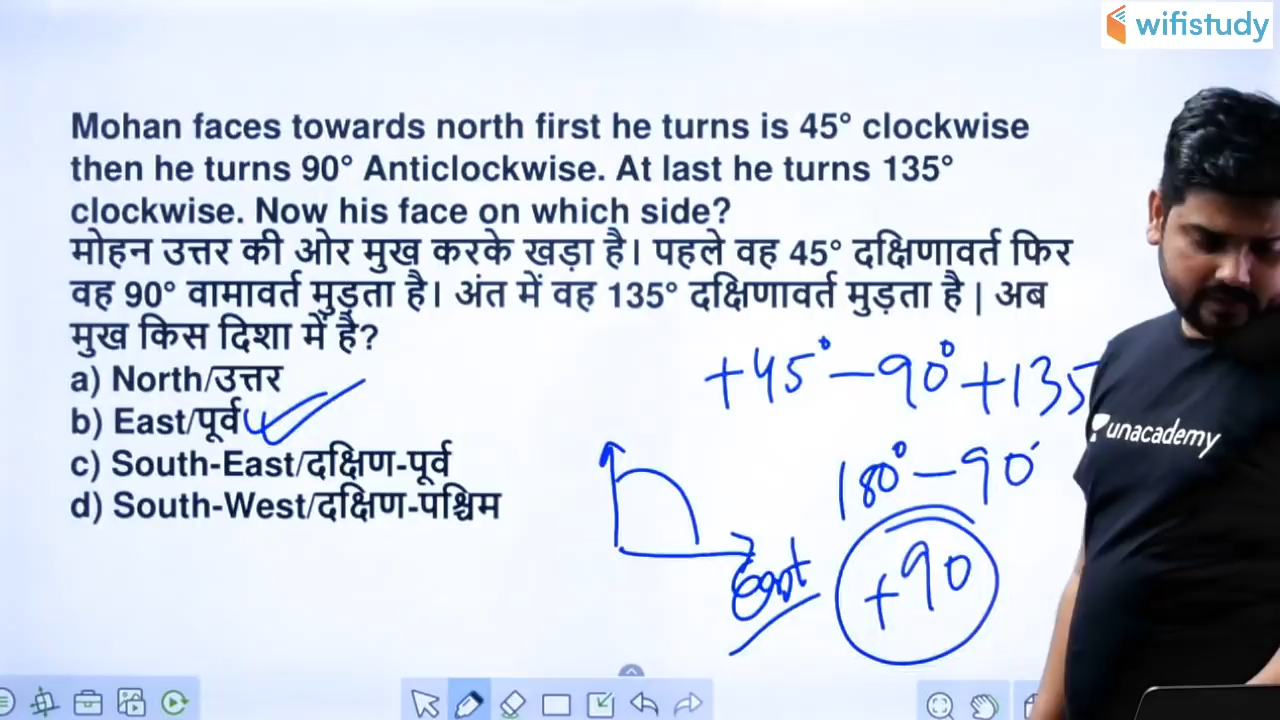 wifistudy
Mohan faces towards north first he turns is 45° clockwise
then he turns 90° Anticlockwise. At last he turns 135°
clockwise. Now his face on which side?
मोहन उत्तर की ओर मुख करके खड़ा है। पहले वह 45° दक्षिणावर्त फिर
वह 90° वामावर्त मुड़ता है। अंत में वह 135° दक्षिणावर्त मुड़ता है | अब
मुख किस दिशा में है?
a) North/उत्तर
b) East/पूर्व
c) South-East/दक्षिण-पूर्व
d) South-West/दक्षिण-पश्चिम
+45° -90° +135
180° - 90°
+90
East
unacademy